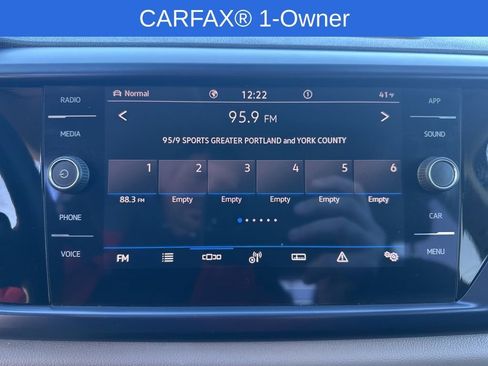 CARFAX® 1-Owner
RADIO
Normal
12:22
41°F
APP
95.9 FM
MEDIA
SOUND
95/9 SPORTS GREATER PORTLAND and YORK COUNTY
1 2 3 4 5 6
88.3 FM Empty Empty Empty Empty Empty
PHONE
CAR
VOICE
FM
MENU